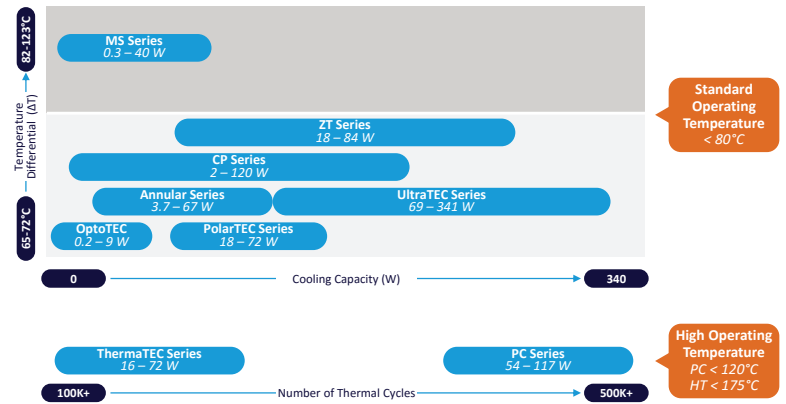 82-123°C
Temperature
Differential (ΔT)
65-72°C
MS Series
0.3 – 40 W
ZT Series
18 – 84 W
CP Series
2 – 120 W
Annular Series
3.7 – 67 W
UltraTEC Series
69 – 341 W
OptoTEC
0.2 – 9 W
PolarTEC Series
18 – 72 W
0
Cooling Capacity (W)
340
Standard
Operating
Temperature
< 80°C
ThermaTEC Series
16 – 72 W
PC Series
54 – 117 W
100K+
Number of Thermal Cycles
500K+
High Operating
Temperature
PC < 120°C
HT < 175°C